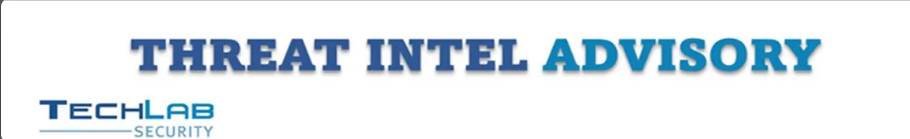 THREAT INTEL ADVISORY
TECHLAB
SECURITY